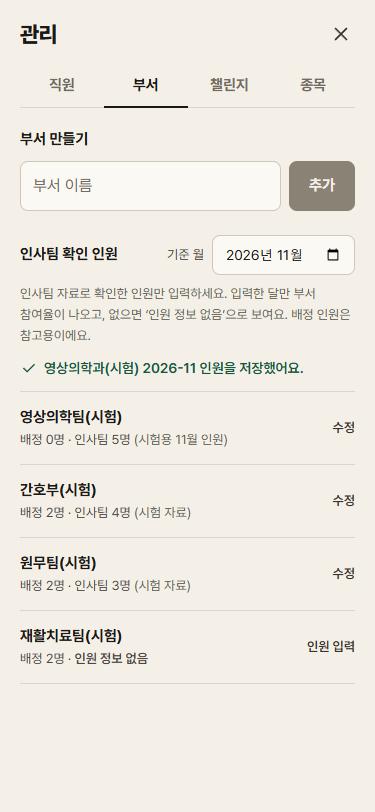 관리
직원 부서 챌린지 종목
부서 만들기
부서 이름 추가
인사팀 확인 인원 기준 월 2026년 11월
인사팀 자료로 확인한 인원만 입력하세요. 입력한 달만 부서
참여율이 나오고, 없으면 ‘인원 정보 없음’으로 보여요. 배정 인원은
참고용이에요.
영상의학과(시험) 2026-11 인원을 저장했어요.
영상의학팀(시험)
배정 0명 · 인사팀 5명 (시험용 11월 인원)
수정
간호부(시험)
배정 2명 · 인사팀 4명 (시험 자료)
수정
원무팀(시험)
배정 2명 · 인사팀 3명 (시험 자료)
수정
재활치료팀(시험)
배정 2명 · 인원 정보 없음
인원 입력